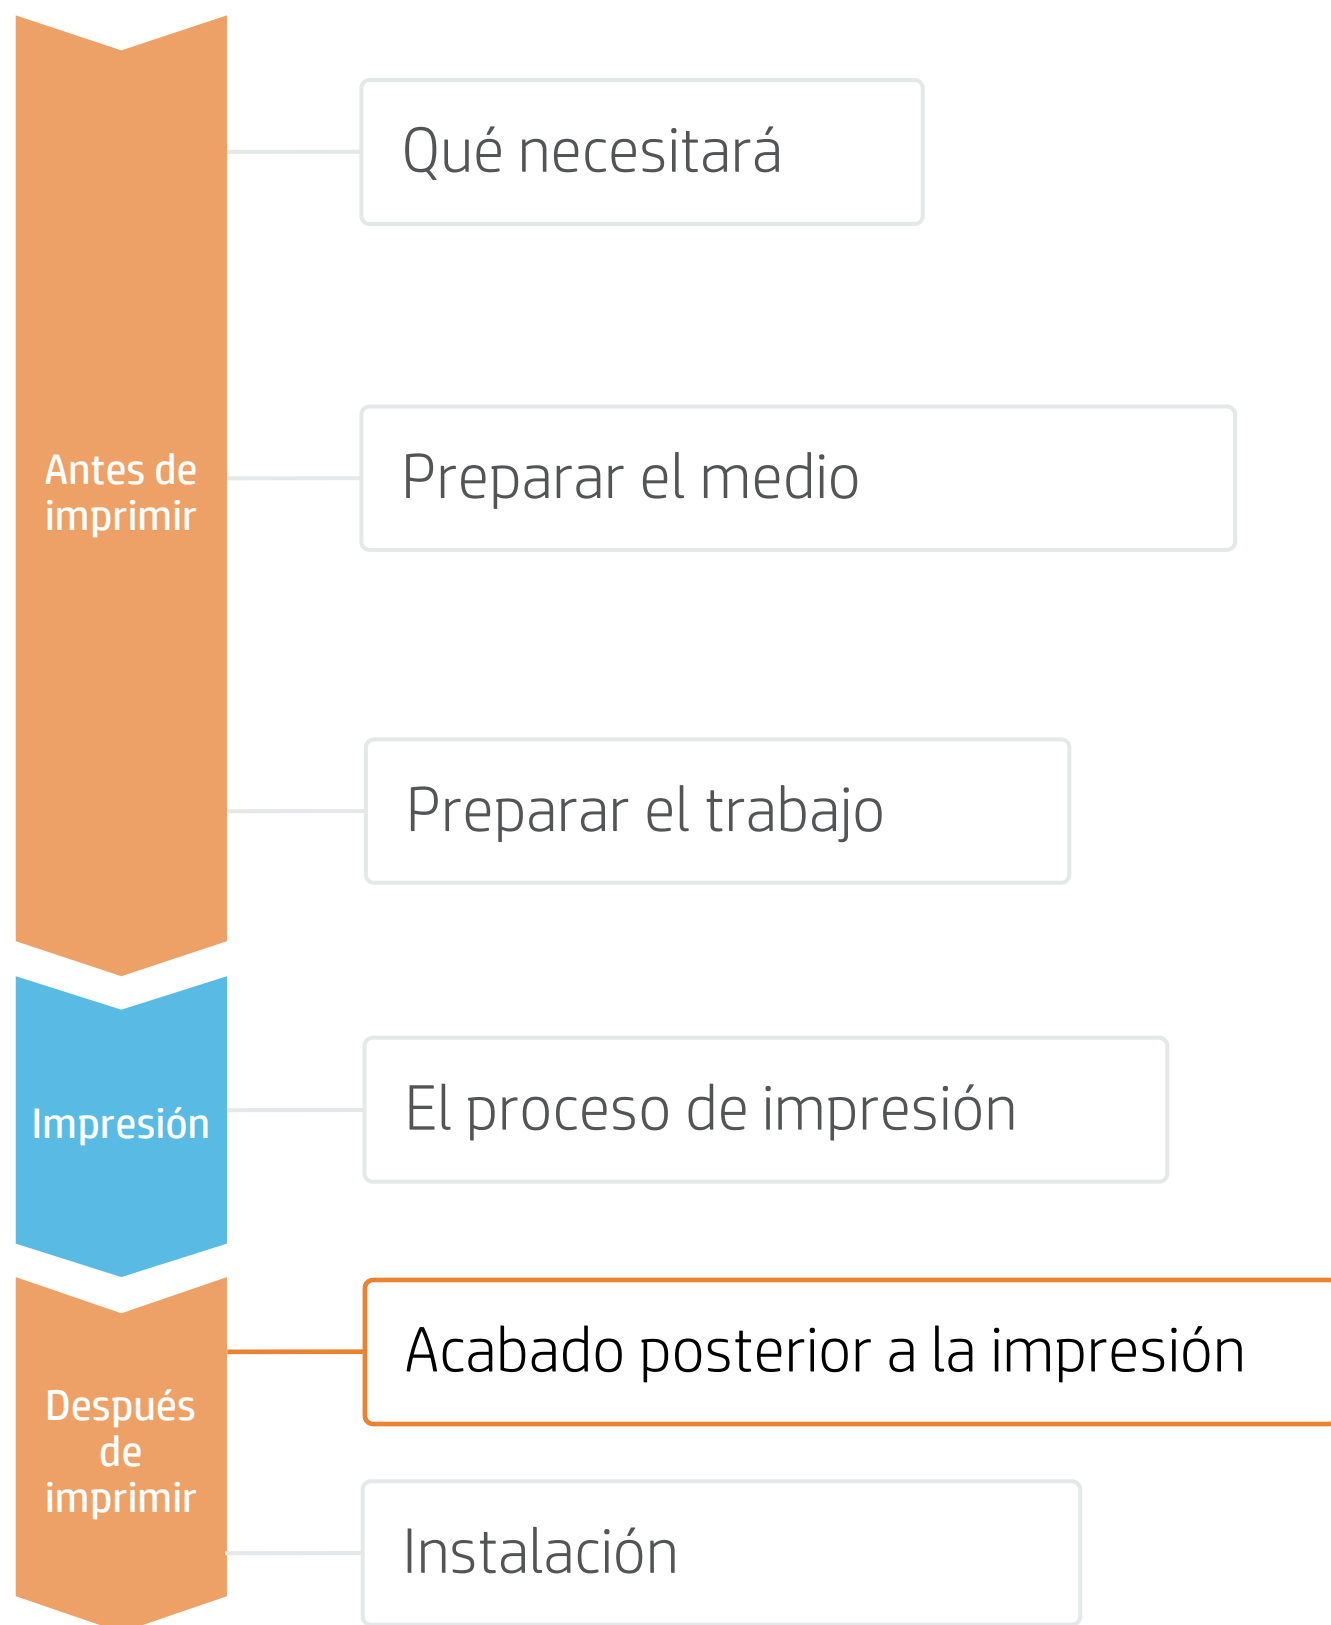 Qué necesitará
Antes de
imprimir
Preparar el medio
Preparar el trabajo
Impresión
El proceso de impresión
Después
de
imprimir
Acabado posterior a la impresión
Instalación